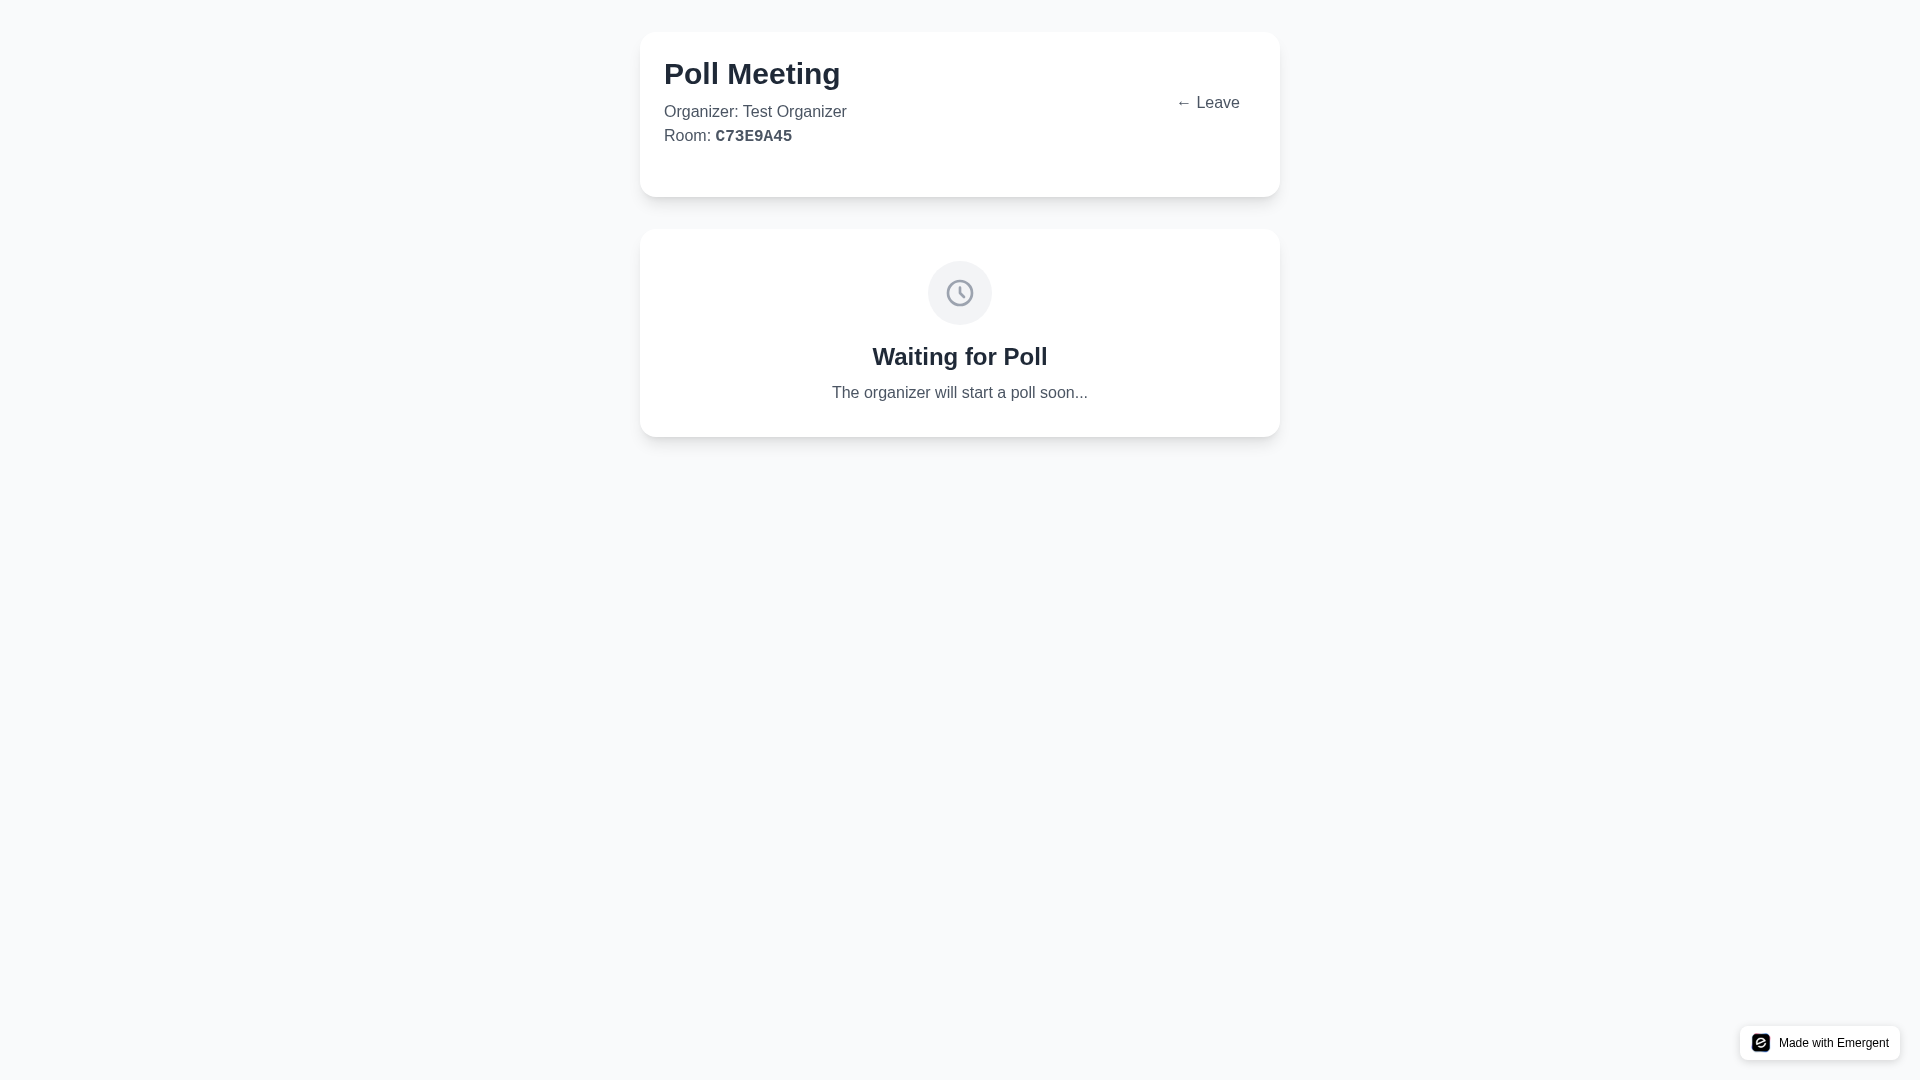 Poll Meeting
Organizer: Test Organizer
Room: C73E9A45
← Leave
Waiting for Poll
The organizer will start a poll soon...
Made with Emergent